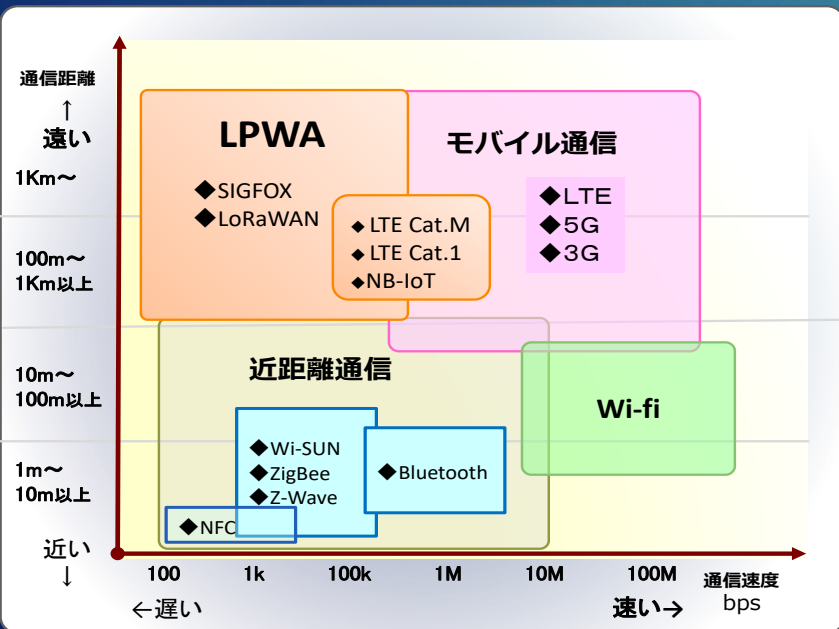 通信距離
↑
遠い
1Km～
100m～
1Km以上
10m～
100m以上
1m～
10m以上
近い
↓
LPWA
◆SIGFOX
◆LoRaWAN
モバイル通信
◆LTE
◆5G
◆3G
◆LTE Cat.M
◆LTE Cat.1
◆NB-IoT
近距離通信
◆Wi-SUN
◆ZigBee
◆Z-Wave
◆NFC
◆Bluetooth
Wi-fi
100 1k 100k 1M 10M 100M
通信速度
bps
←遅い
速い→